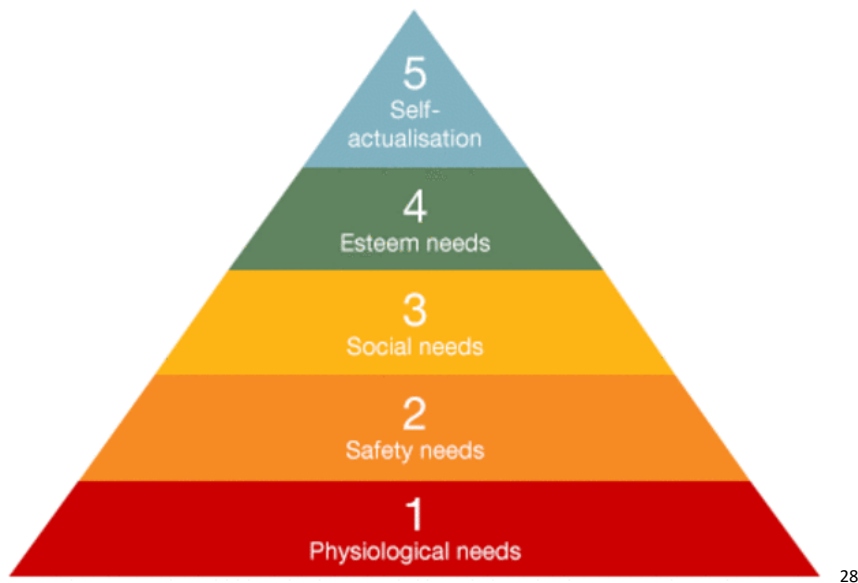 5
Self-
actualisation
4
Esteem needs
3
Social needs
2
Safety needs
1
Physiological needs
28